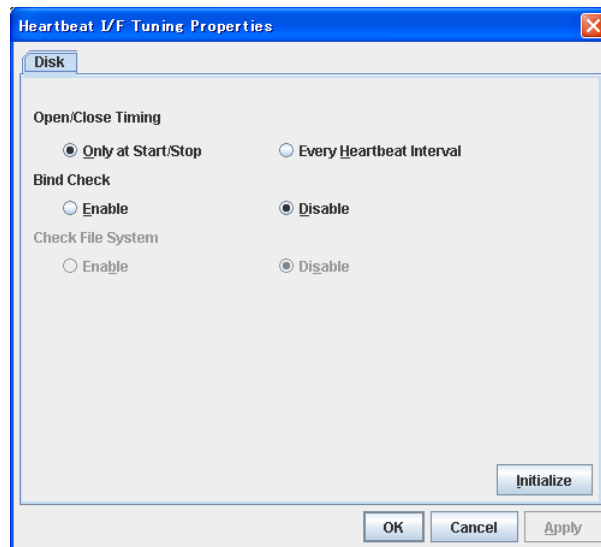 Heartbeat I/F Tuning Properties
Disk
Open/Close Timing
Only at Start/Stop Every Heartbeat Interval
Bind Check
Enable Disable
Check File System
Enable Disable
Initialize
OK Cancel Apply